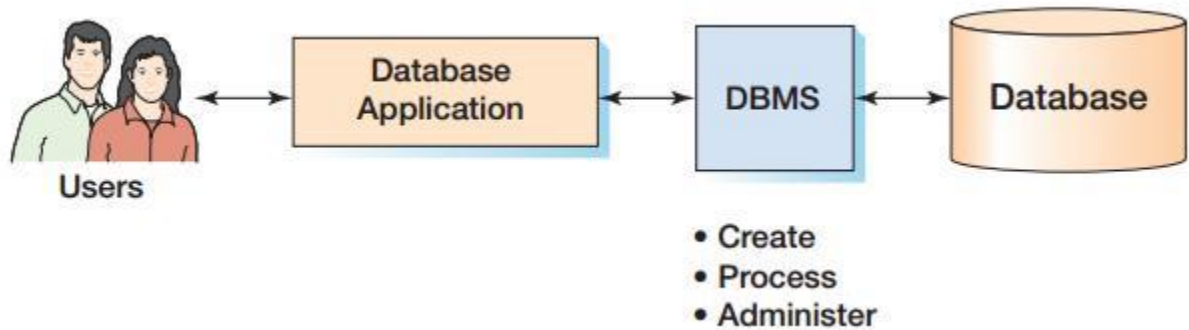 Users
Database
Application
DBMS
Database
• Create
• Process
• Administer